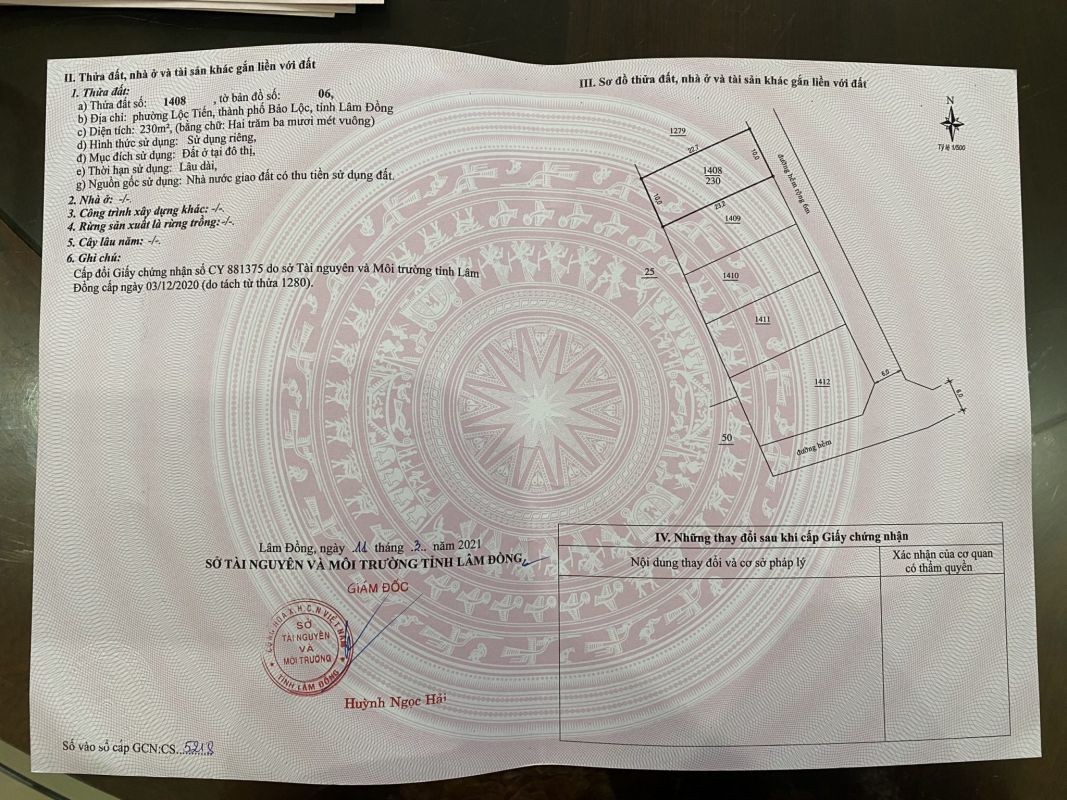 II. Thửa đất, nhà ở và tài sản khác gắn liền với đất
1. Thửa đất:
a) Thửa đất số: 1408 , tờ bản đồ số: 06,
b) Địa chỉ: phường Lộc Tiến, thành phố Bảo Lộc, tỉnh Lâm Đồng
c) Diện tích: 230m², (bằng chữ: Hai trăm ba mươi mét vuông)
d) Hình thức sử dụng: Sử dụng riêng,
đ) Mục đích sử dụng: Đất ở tại đô thị,
e) Thời hạn sử dụng: Lâu dài,
g) Nguồn gốc sử dụng: Nhà nước giao đất có thu tiền sử dụng đất.
2. Nhà ở: -/-.
3. Công trình xây dựng khác: -/-.
4. Rừng sản xuất là rừng trồng: -/-.
5. Cây lâu năm: -/-.
6. Ghi chú:
Cấp đổi Giấy chứng nhận số CY 881375 do sở Tài nguyên và Môi trường tỉnh Lâm
Đồng cấp ngày 03/12/2020 (do tách từ thửa 1280).
Lâm Đồng, ngày 11 tháng 3 năm 2021
SỞ TÀI NGUYÊN VÀ MÔI TRƯỜNG TỈNH LÂM ĐỒNG
GIÁM ĐỐC
CỘNG HÒA X.H.C.N VIỆT NAM
SỞ
TÀI NGUYÊN
VÀ
MÔI TRƯỜNG
TỈNH LÂM ĐỒNG
Huỳnh Ngọc Hải
Số vào sổ cấp GCN:CS. 5218
III. Sơ đồ thửa đất, nhà ở và tài sản khác gắn liền với đất
N
Tỷ lệ 1/500
1279
22.7
10.0
1408
230
10.0
23.2
1409
đường hẻm rộng 6m
25
1410
1411
1412
6.0
6.0
50
đường hẻm
IV. Những thay đổi sau khi cấp Giấy chứng nhận
Nội dung thay đổi và cơ sở pháp lý
Xác nhận của cơ quan
có thẩm quyền